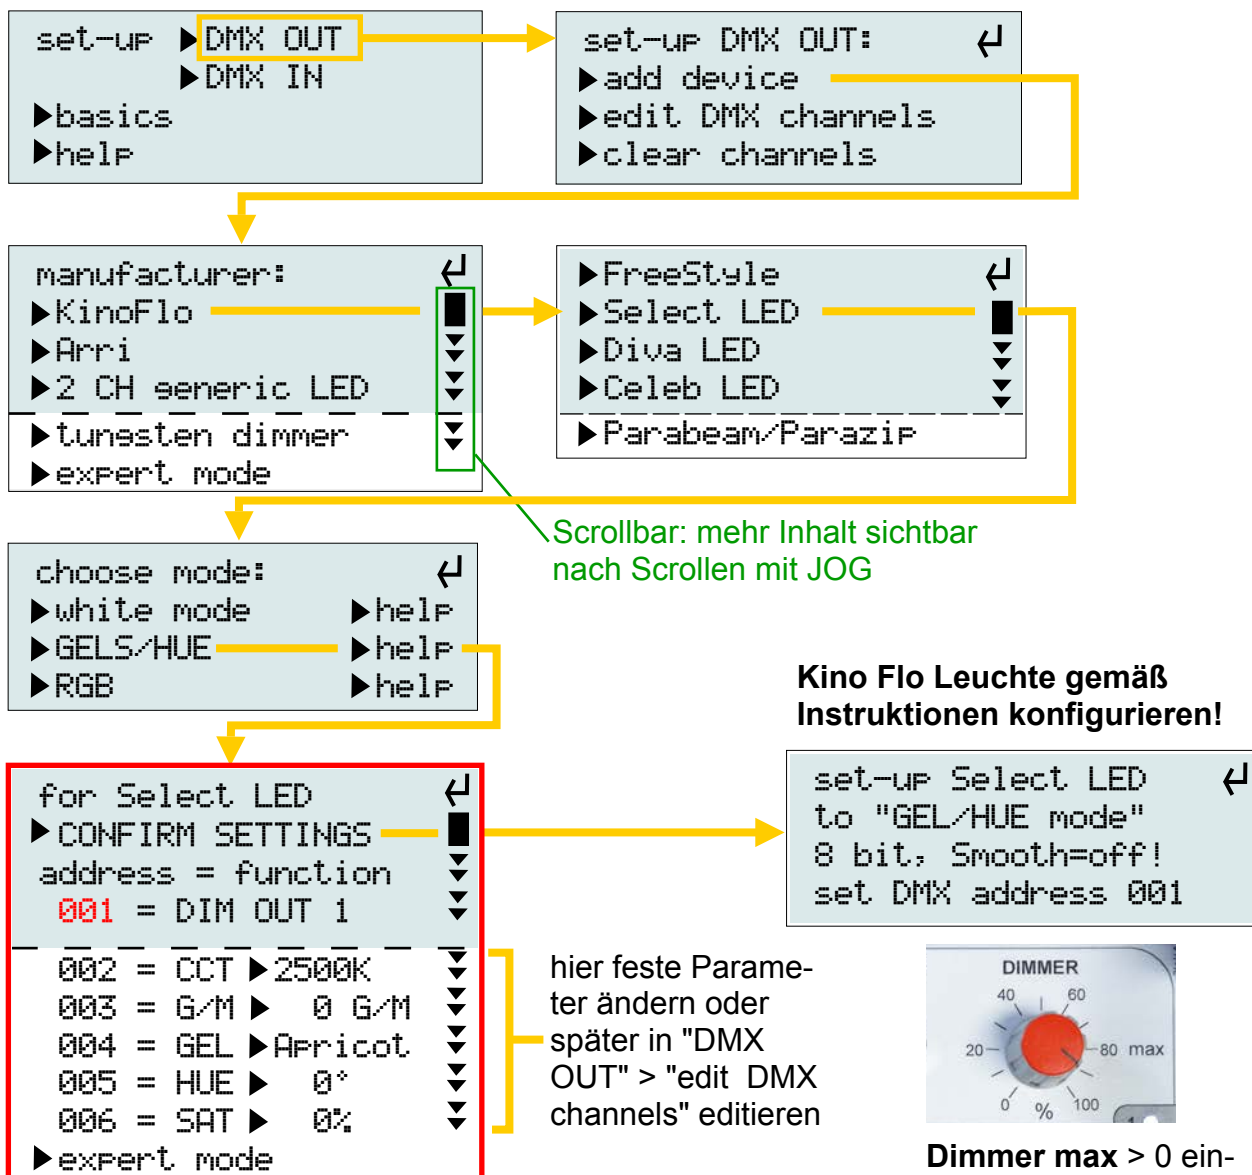 set-up ▶DMX OUT
▶DMX IN
▶basics
▶help
set-up DMX OUT:
▶add device
▶edit DMX channels
▶clear channels
manufacturer:
▶KinoFlo
▶Arri
▶2 CH generic LED
▶tungsten dimmer
▶expert mode
▶FreeStyle
▶Select LED
▶Diva LED
▶Celeb LED
▶Parabeam/Parazip
Scrollbar: mehr Inhalt sichtbar
nach Scrollen mit JOG
choose mode:
▶white mode ▶help
▶GELS/HUE ▶help
▶RGB ▶help
Kino Flo Leuchte gemäß
Instruktionen konfigurieren!
for Select LED
▶CONFIRM SETTINGS
address = function
001 = DIM OUT 1
002 = CCT ▶2500K
003 = G/M ▶ 0 G/M
004 = GEL ▶Apricot
005 = HUE ▶ 0°
006 = SAT ▶ 0%
▶expert mode
set-up Select LED
to "GEL/HUE mode"
8 bit, Smooth=off!
set DMX address 001
hier feste Parame-
ter ändern oder
später in "DMX
OUT" > "edit DMX
channels" editieren
DIMMER
40 60
20 80 max
0 % 100
Dimmer max > 0 ein-